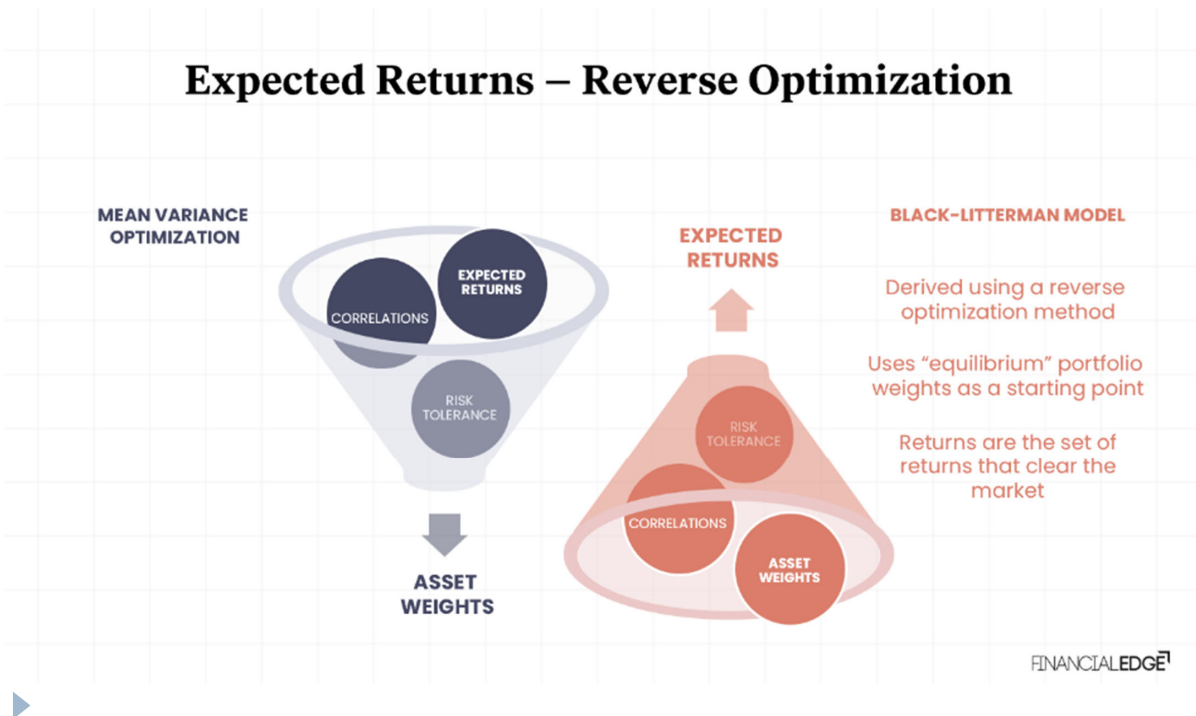 Expected Returns – Reverse Optimization
MEAN VARIANCE
OPTIMIZATION
EXPECTED
RETURNS
CORRELATIONS
RISK
TOLERANCE
ASSET
WEIGHTS
EXPECTED
RETURNS
RISK
TOLERANCE
CORRELATIONS
ASSET
WEIGHTS
BLACK-LITTERMAN MODEL
Derived using a reverse
optimization method
Uses “equilibrium” portfolio
weights as a starting point
Returns are the set of
returns that clear the
market
FINANCIALEDGE